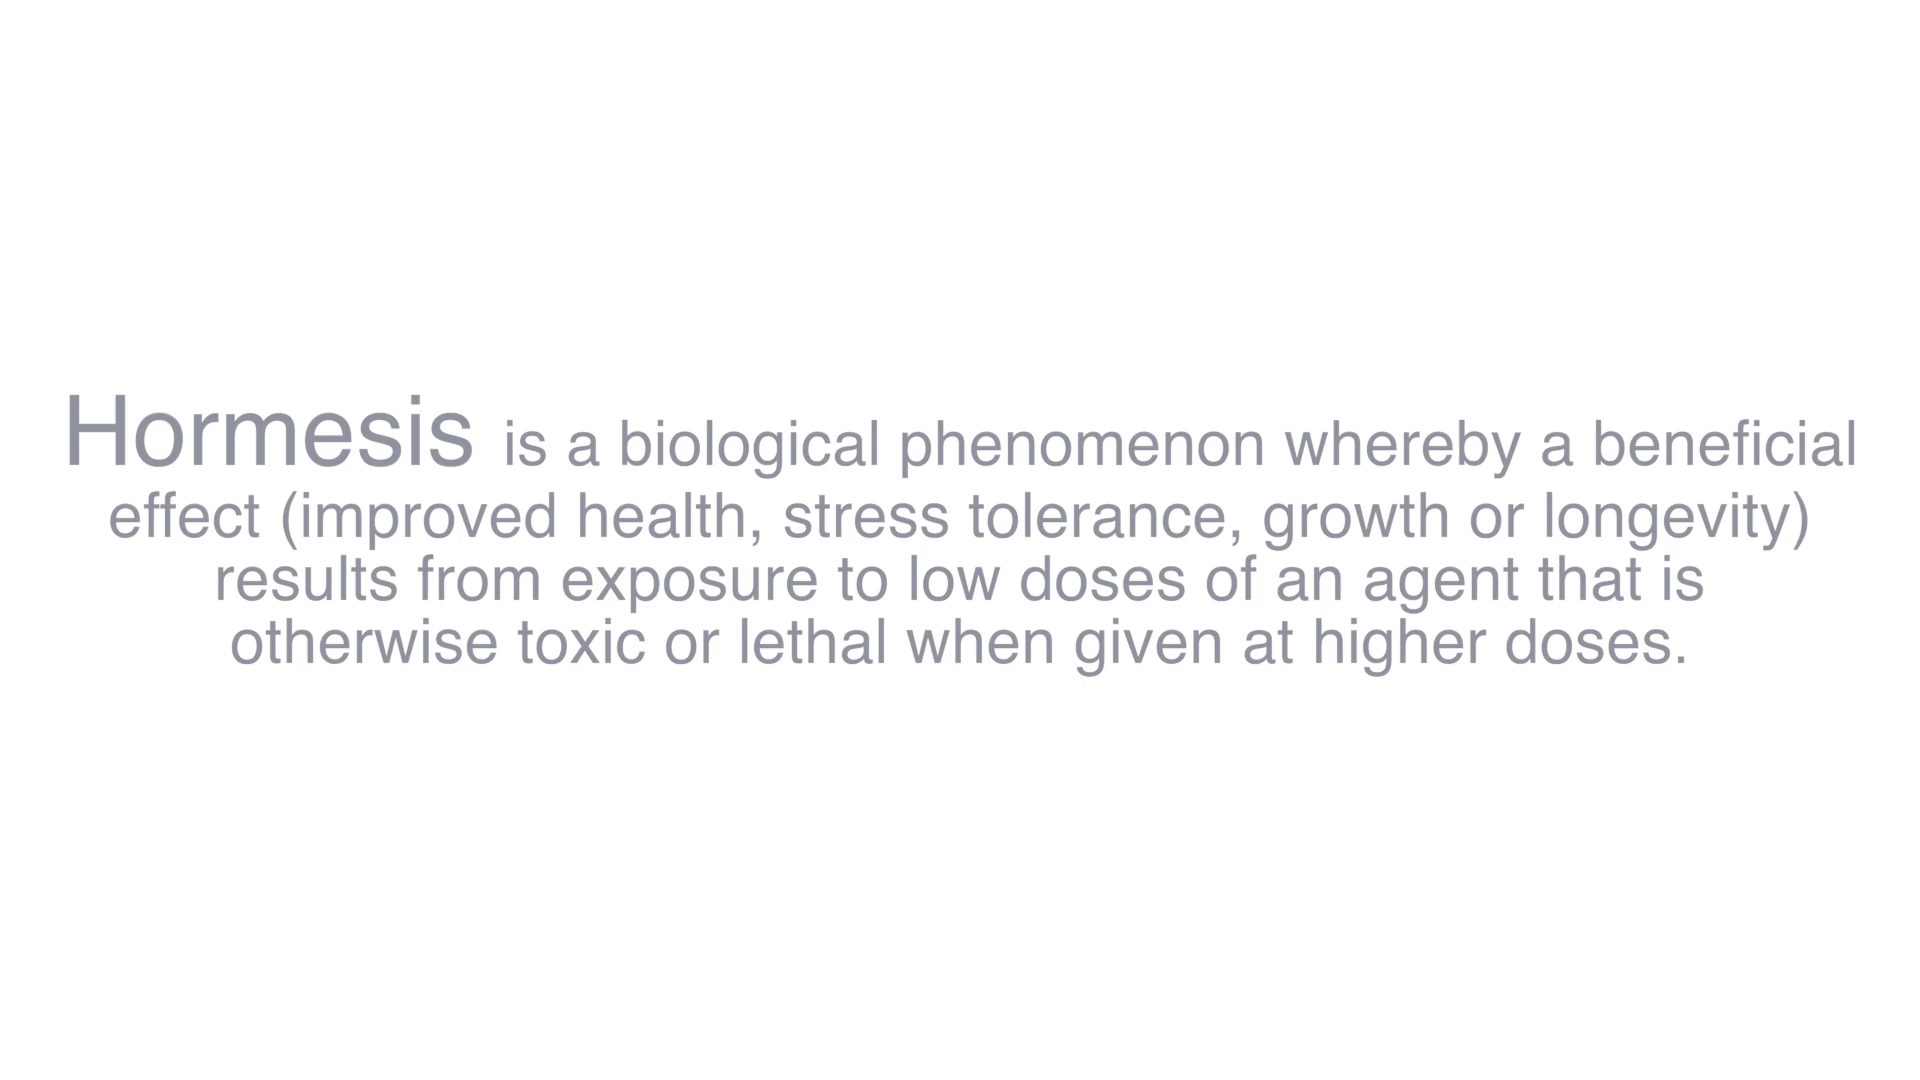 Hormesis is a biological phenomenon whereby a beneficial
effect (improved health, stress tolerance, growth or longevity)
results from exposure to low doses of an agent that is
otherwise toxic or lethal when given at higher doses.